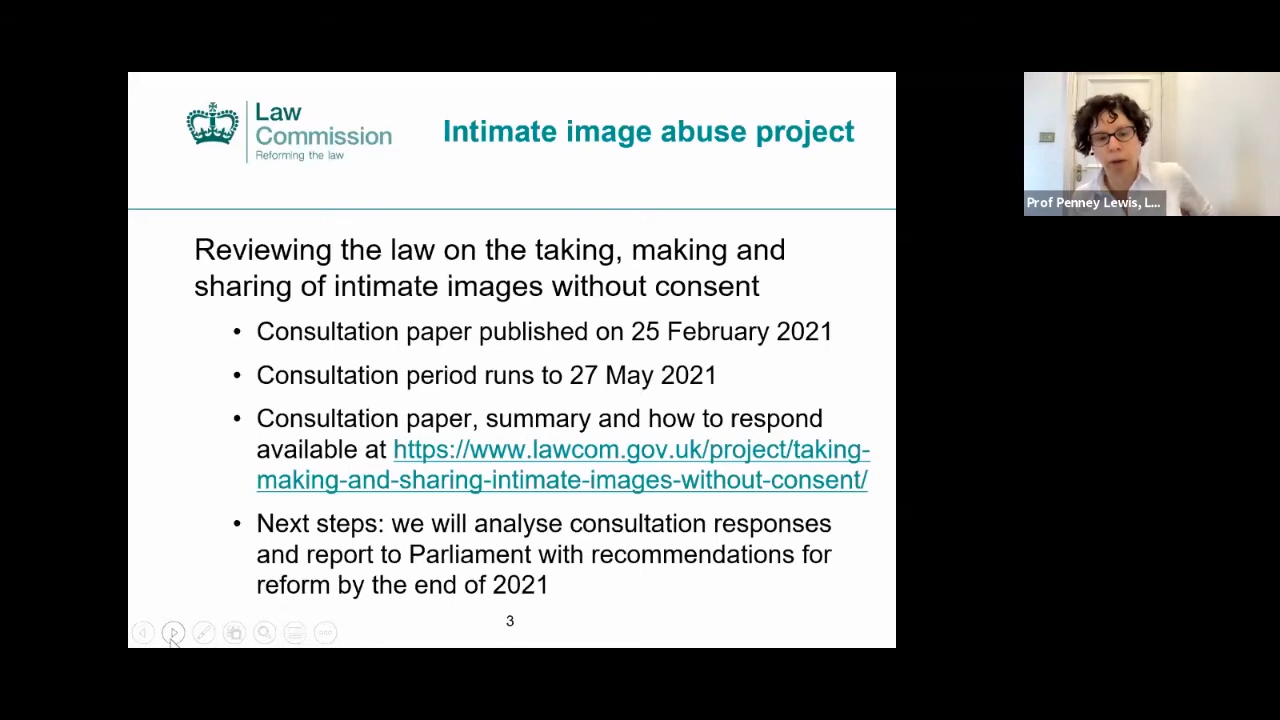 Law
Commission
Reforming the law
Intimate image abuse project
Reviewing the law on the taking, making and
sharing of intimate images without consent
• Consultation paper published on 25 February 2021
• Consultation period runs to 27 May 2021
• Consultation paper, summary and how to respond
available at https://www.lawcom.gov.uk/project/taking-
making-and-sharing-intimate-images-without-consent/
• Next steps: we will analyse consultation responses
and report to Parliament with recommendations for
reform by the end of 2021
3
Prof Penney Lewis, L...